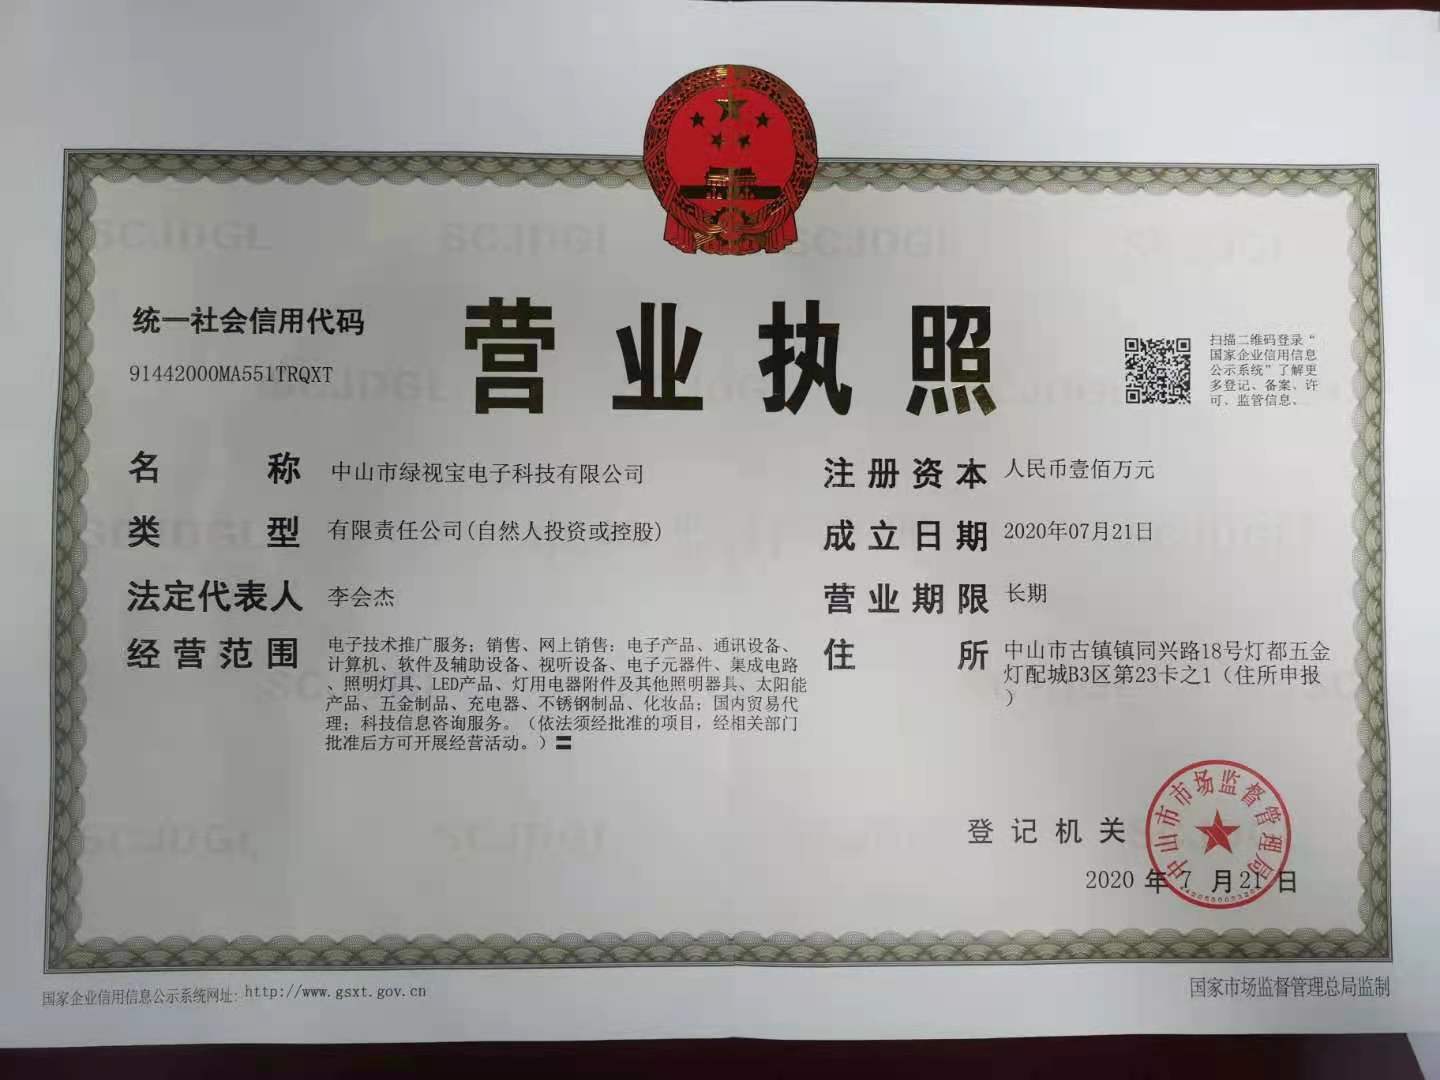 统一社会信用代码
91442000MA551TRQXT
营业执照
扫描二维码登录“
国家企业信用信息
公示系统”了解更
多登记、备案、许
可、监管信息、
名称 中山市绿视宝电子科技有限公司
类型 有限责任公司(自然人投资或控股)
法定代表人 李会杰
经营范围 电子技术推广服务；销售、网上销售：电子产品、通讯设备、
计算机、软件及辅助设备、视听设备、电子元器件、集成电路
、照明灯具、LED产品、灯用电器附件及其他照明器具、太阳能
产品、五金制品、充电器、不锈钢制品、化妆品；国内贸易代
理；科技信息咨询服务。（依法须经批准的项目，经相关部门
批准后方可开展经营活动。）〓
注册资本 人民币壹佰万元
成立日期 2020年07月21日
营业期限 长期
住所 中山市古镇镇同兴路18号灯都五金
灯配城B3区第23卡之1（住所申报
）
登记机关
中山市市场监督管理局
2020 年 7 月 21 日
国家企业信用信息公示系统网址: http://www.gsxt.gov.cn
国家市场监督管理总局监制
SCJDGL
SCJDGL
SCJDGL